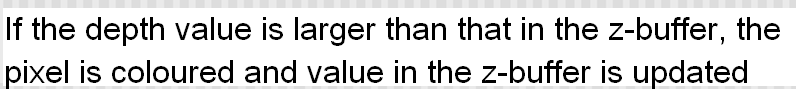 If the depth value is larger than that in the z-buffer, the
pixel is coloured and value in the z-buffer is updated